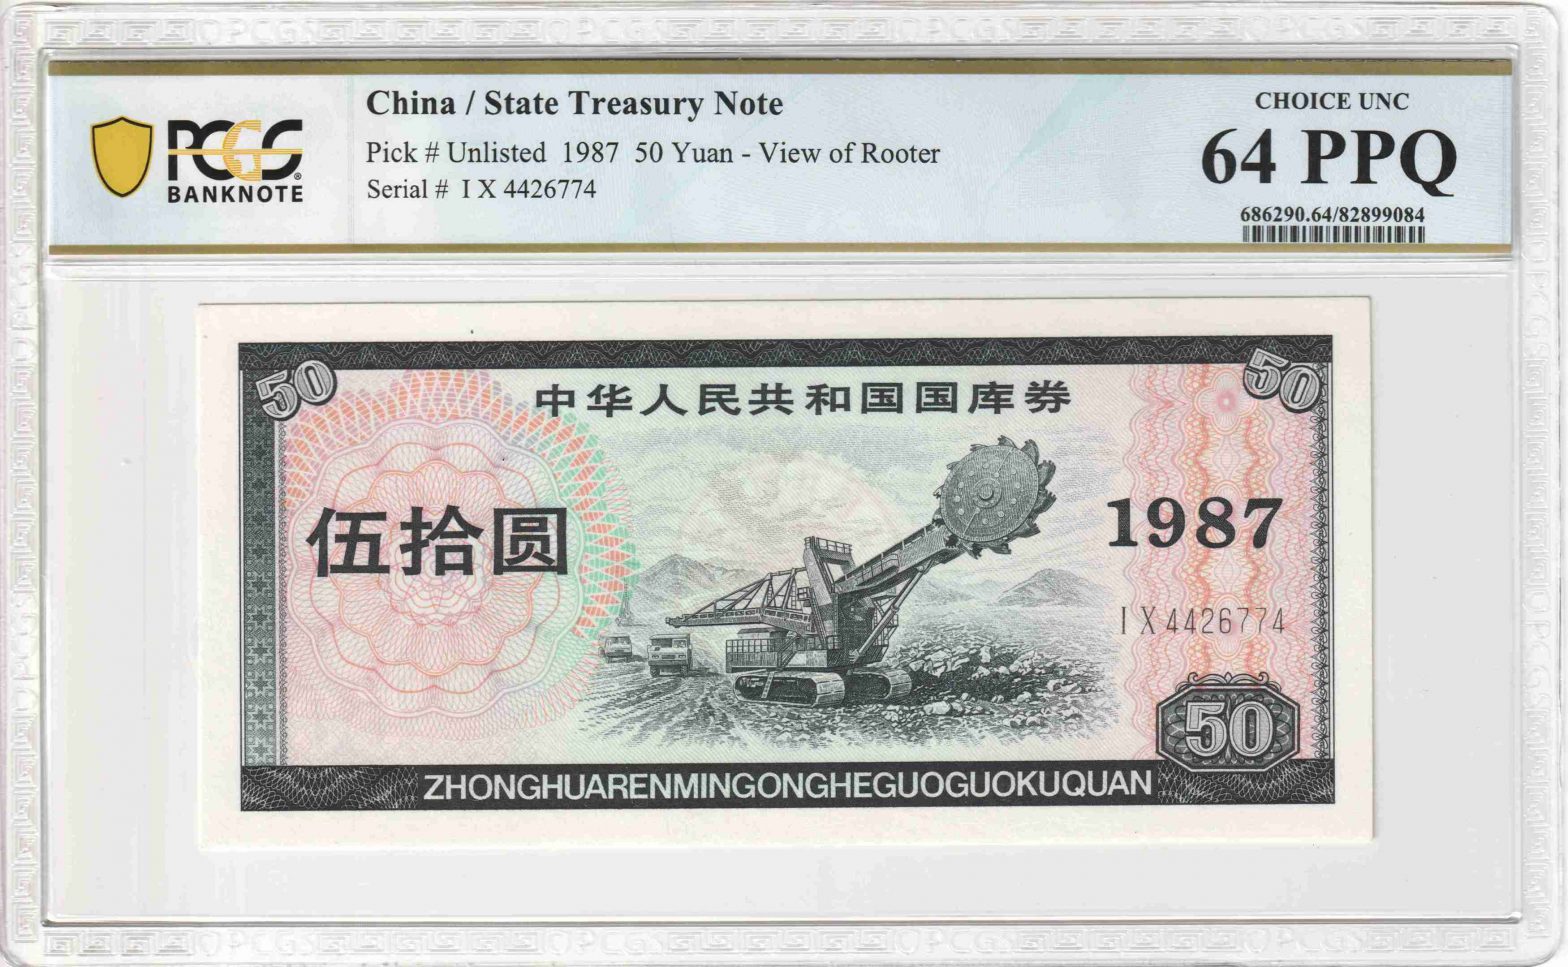 PCGS
BANKNOTE
China / State Treasury Note
Pick # Unlisted 1987 50 Yuan - View of Rooter
Serial # I X 4426774
CHOICE UNC
64 PPQ
686290.64/82899084
50
50
中华人民共和国国库券
伍拾圆
1987
I X 4426774
50
ZHONGHUARENMINGONGHEGUOGUOKUQUAN